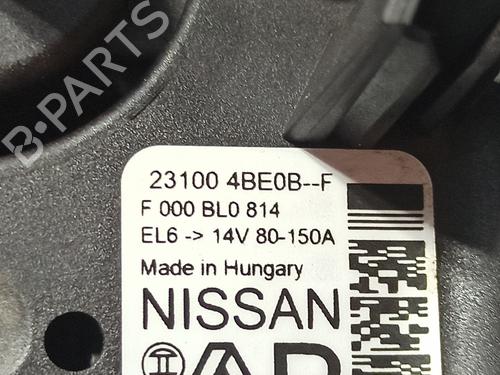 B-PARTS
23100 4BE0B--F
F 000 BL0 814
EL6 -> 14V 80-150A
Made in Hungary
NISSAN